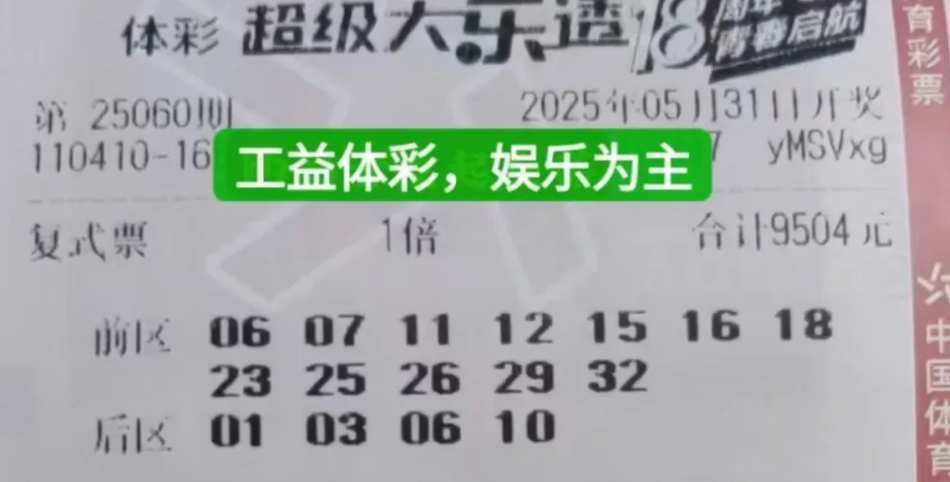 体彩 超级大乐透 18周年 青春启航
第 25060期 2025年05月31日开奖
110410-16 7 yMSVxg
工益体彩，娱乐为主
复式票 1倍 合计9504元
前区 06 07 11 12 15 16 18
23 25 26 29 32
后区 01 03 06 10
育彩票
中国体育